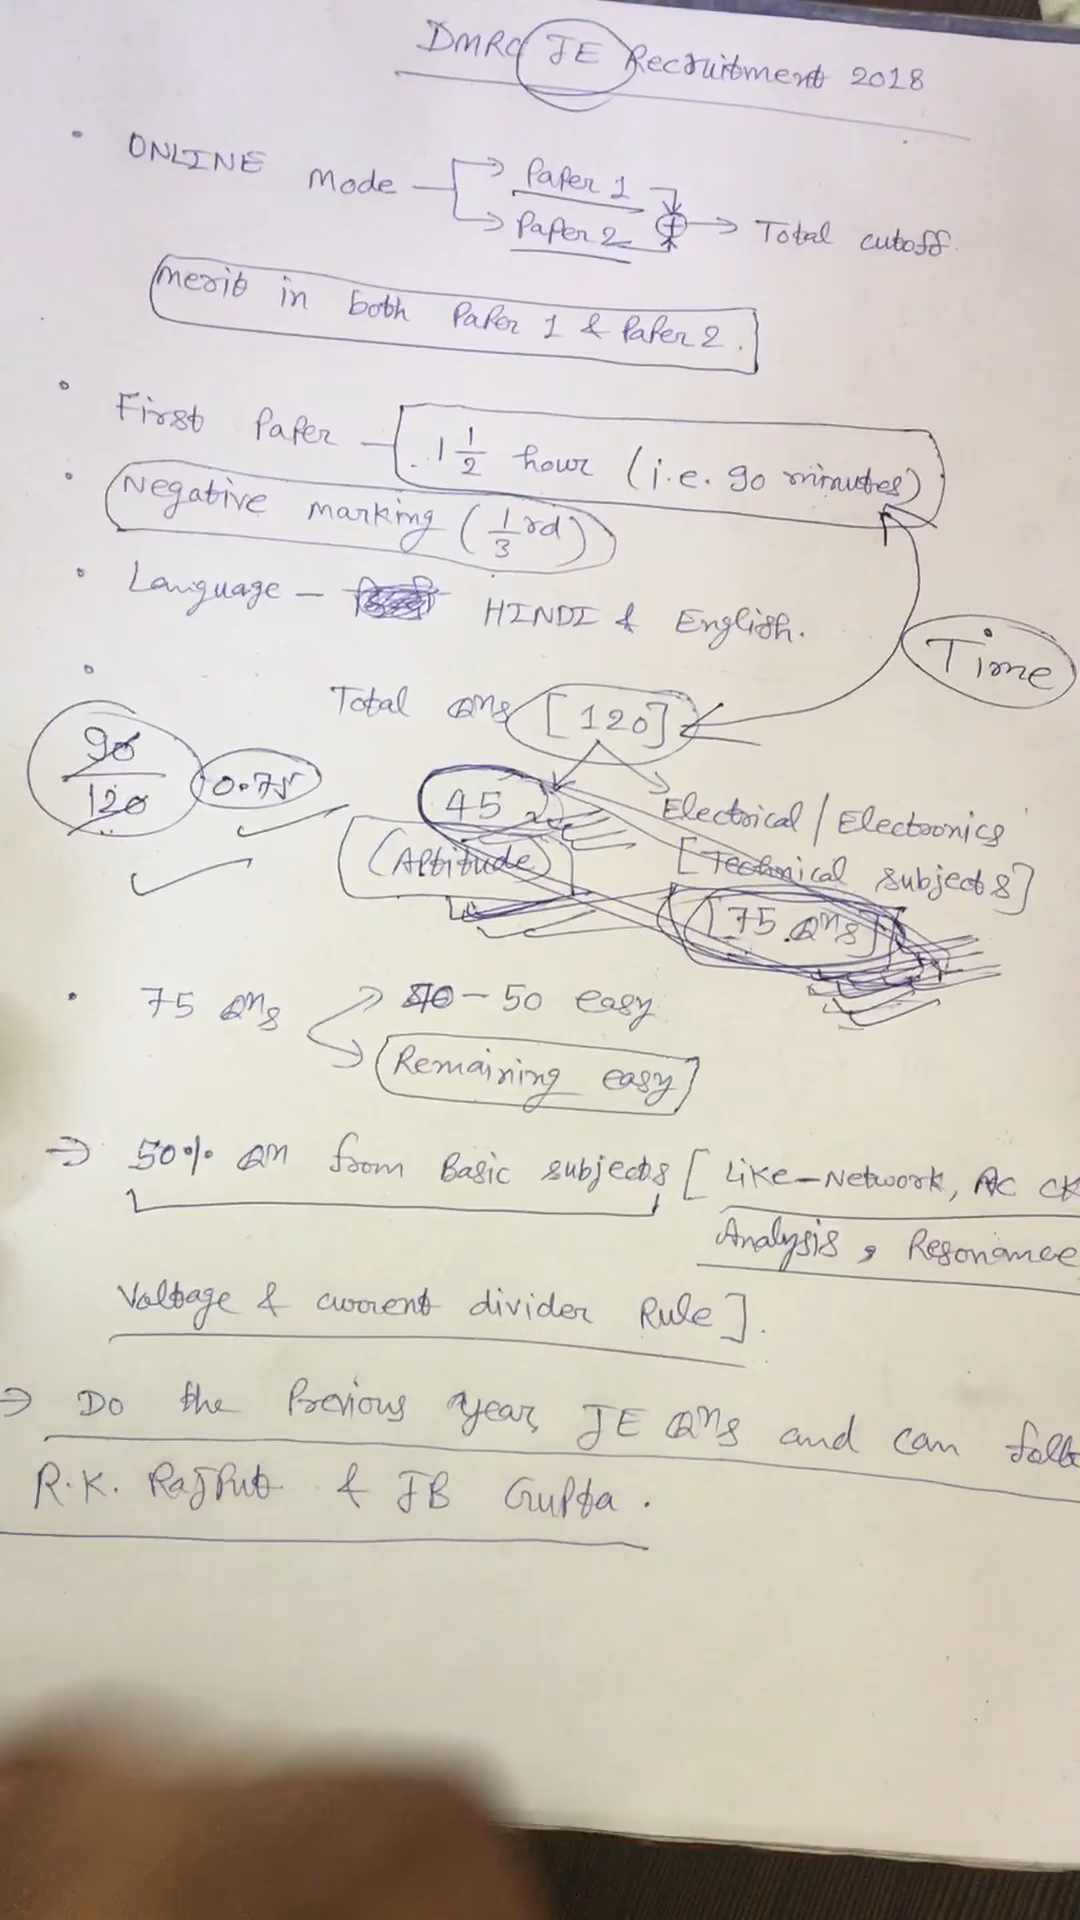 DMRC JE Recruitment 2018
• ONLINE Mode → Paper 1
→ Paper 2 + → Total cutoff
merit in both Paper 1 & Paper 2.
• First Paper – 1 1/2 hour (i.e. 90 minutes)
• Negative marking (1/3 rd)
• Language – HINDI & English.
Time
• Total Qns [120]
90/120 0.75
45 (Aptitude)
Electrical / Electronics
[Technical subjects]
[75 Qns]
• 75 Qns → 40 – 50 easy
→ Remaining easy
→ 50% Qn from Basic subjects [Like – Network, AC CK
Analysis, Resonance
Voltage & current divider Rule].
→ Do the Previous year JE Qns and can
R.K. Rajput & JB Gupta.